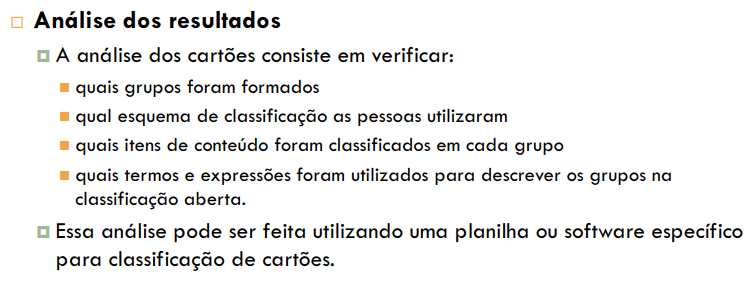 Análise dos resultados
A análise dos cartões consiste em verificar:
quais grupos foram formados
qual esquema de classificação as pessoas utilizaram
quais itens de conteúdo foram classificados em cada grupo
quais termos e expressões foram utilizados para descrever os grupos na
classificação aberta.
Essa análise pode ser feita utilizando uma planilha ou software específico
para classificação de cartões.